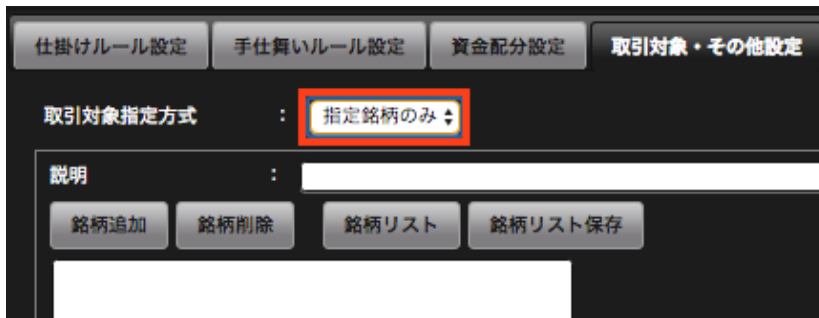 仕掛けルール設定 手仕舞いルール設定 資金配分設定 取引対象・その他設定
取引対象指定方式 : 指定銘柄のみ
説明 :
銘柄追加 銘柄削除 銘柄リスト 銘柄リスト保存